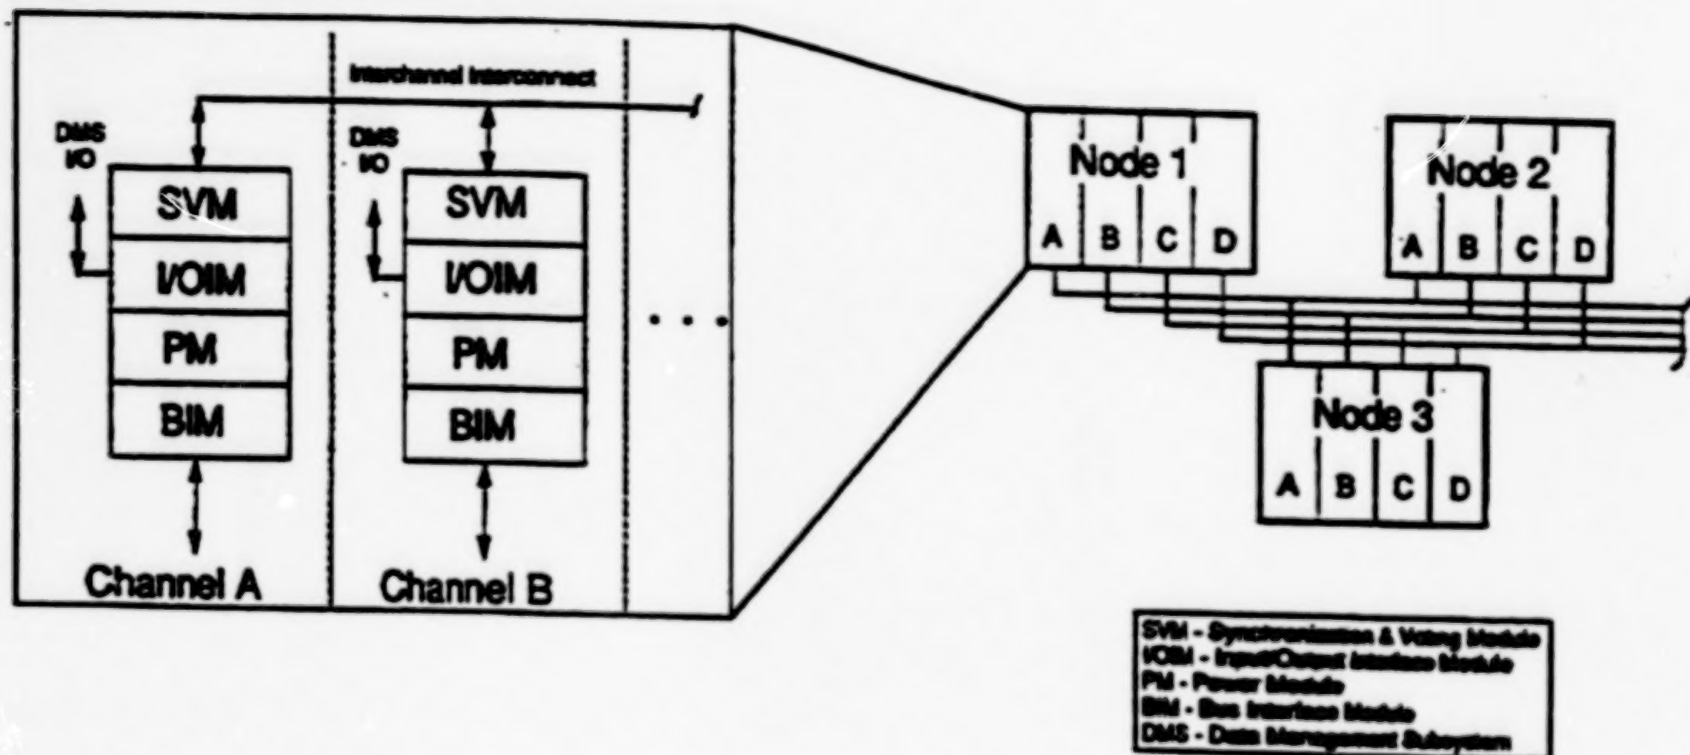 Interchannel Interconnect
DMS
I/O
SVM
I/OIM
PM
BIM
Channel A
DMS
I/O
SVM
I/OIM
PM
BIM
Channel B
. . .
Node 1
A B C D
Node 2
A B C D
Node 3
A B C D
SVM - Synchronization & Voting Module
I/OIM - Input/Output Interface Module
PM - Power Module
BIM - Bus Interface Module
DMS - Data Management Subsystem